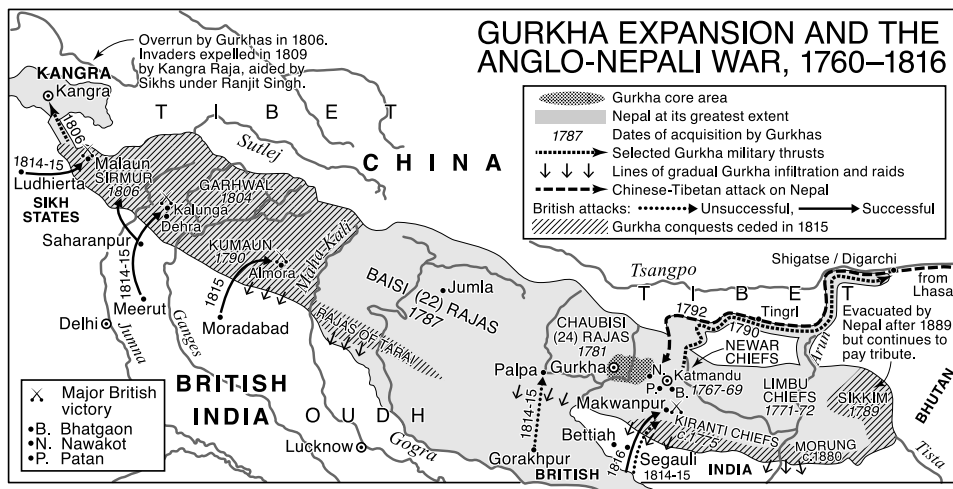 GURKHA EXPANSION AND THE
ANGLO-NEPALI WAR, 1760–1816
Gurkha core area
Nepal at its greatest extent
1787 Dates of acquisition by Gurkhas
Selected Gurkha military thrusts
Lines of gradual Gurkha infiltration and raids
Chinese-Tibetan attack on Nepal
British attacks: Unsuccessful, Successful
Gurkha conquests ceded in 1815
Overrun by Gurkhas in 1806.
Invaders expelled in 1809
by Kangra Raja, aided by
Sikhs under Ranjit Singh.
KANGRA
Kangra
1806
1814-15
Ludhierta
SIKH
STATES
Malaun
SIRMUR
1806
TIBET
Sutlej
CHINA
GARHWAL
1804
Kalunga
Dehra
Saharanpur
1814-15
Meerut
Delhi
Jumna
Ganges
KUMAUN
1790
Almora
1815
Moradabad
Maha-Kali
BAISI (22) RAJAS
1787
Jumla
RAJAS OF TARAI
BRITISH
INDIA
OUDH
Lucknow
Gogra
Palpa
1814-15
Gorakhpur
CHAUBISI
(24) RAJAS
1781
Gurkha
N.
Katmandu
P.
B.
1767-69
Makwanpur
Bettiah
1816
Segauli
1814-15
BRITISH
INDIA
KIRANTI CHIEFS
c.1775
LIMBU
CHIEFS
1771-72
NEWAR
CHIEFS
MORUNG
c.1880
SIKKIM
1789
BHUTAN
Tista
Arun
Tsangpo
TIBET
1792
1790
Tingrl
Shigatse / Digarchi
from
Lhasa
Evacuated by
Nepal after 1889
but continues to
pay tribute.
Major British
victory
B. Bhatgaon
N. Nawakot
P. Patan